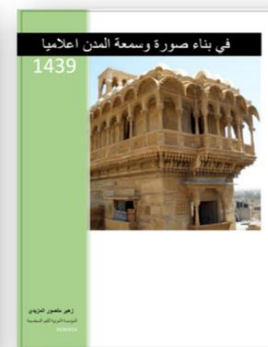 في بناء صورة وسمعة المدن اعلاميا
1439
زهير منصور المزيدي